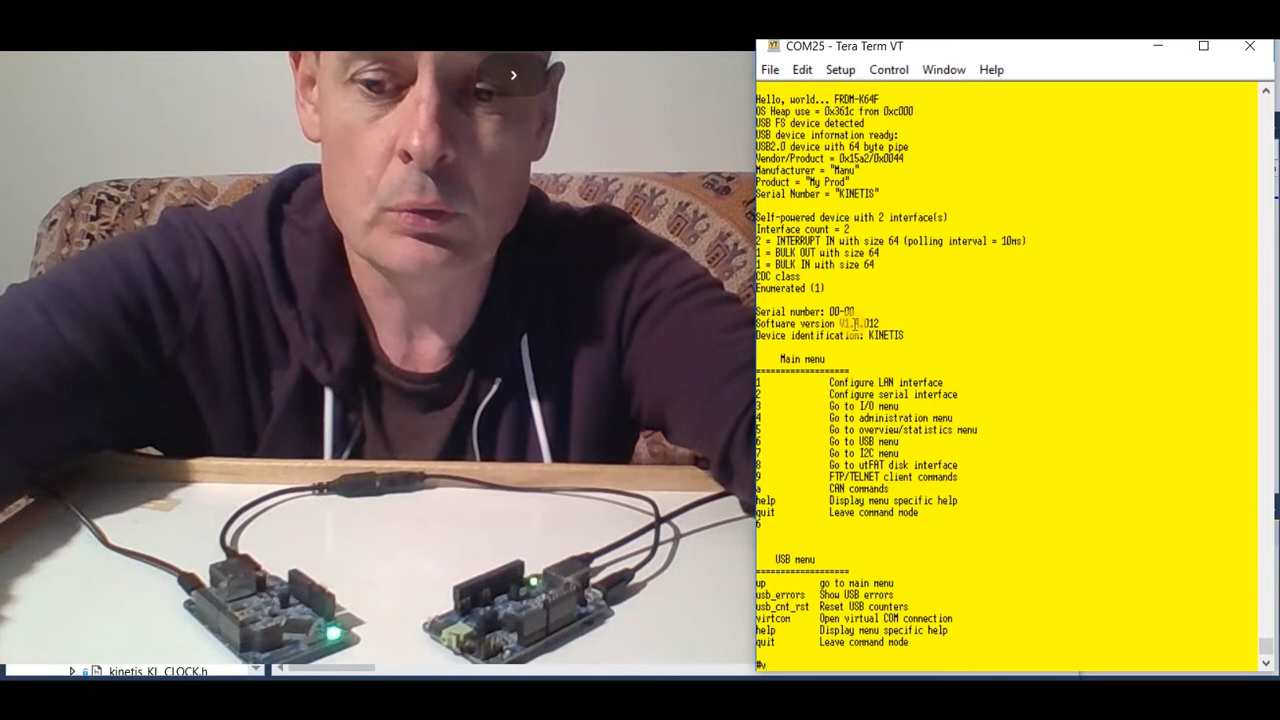 COM25 - Tera Term VT
File Edit Setup Control Window Help
Hello, world... FRDM-K64F
OS Heap use = 0x361c from 0xc000
USB FS device detected
USB device information ready:
USB2.0 device with 64 byte pipe
Vendor/Product = 0x15a2/0x0044
Manufacturer = "Manu"
Product = "My Prod"
Serial Number = "KINETIS"
Self-powered device with 2 interface(s)
Interface count = 2
2 = INTERRUPT IN with size 64 (polling interval = 10ms)
1 = BULK OUT with size 64
1 = BULK IN with size 64
CDC class
Enumerated (1)
Serial number: 00-00
Software version
Device identification: KINETIS
Main menu
===================
1 Configure LAN interface
2 Configure serial interface
3 Go to I/O menu
4 Go to administration menu
5 Go to overview/statistics menu
6 Go to USB menu
7 Go to I2C menu
8 Go to utFAT disk interface
9 FTP/TELNET client commands
a CAN commands
help Display menu specific help
quit Leave command mode
6
USB menu
===================
up go to main menu
usb_errors Show USB errors
usb_cnt_rst Reset USB counters
virtcom Open virtual COM connection
help Display menu specific help
quit Leave command mode
#v
kinetis_KL_CLOCK.h